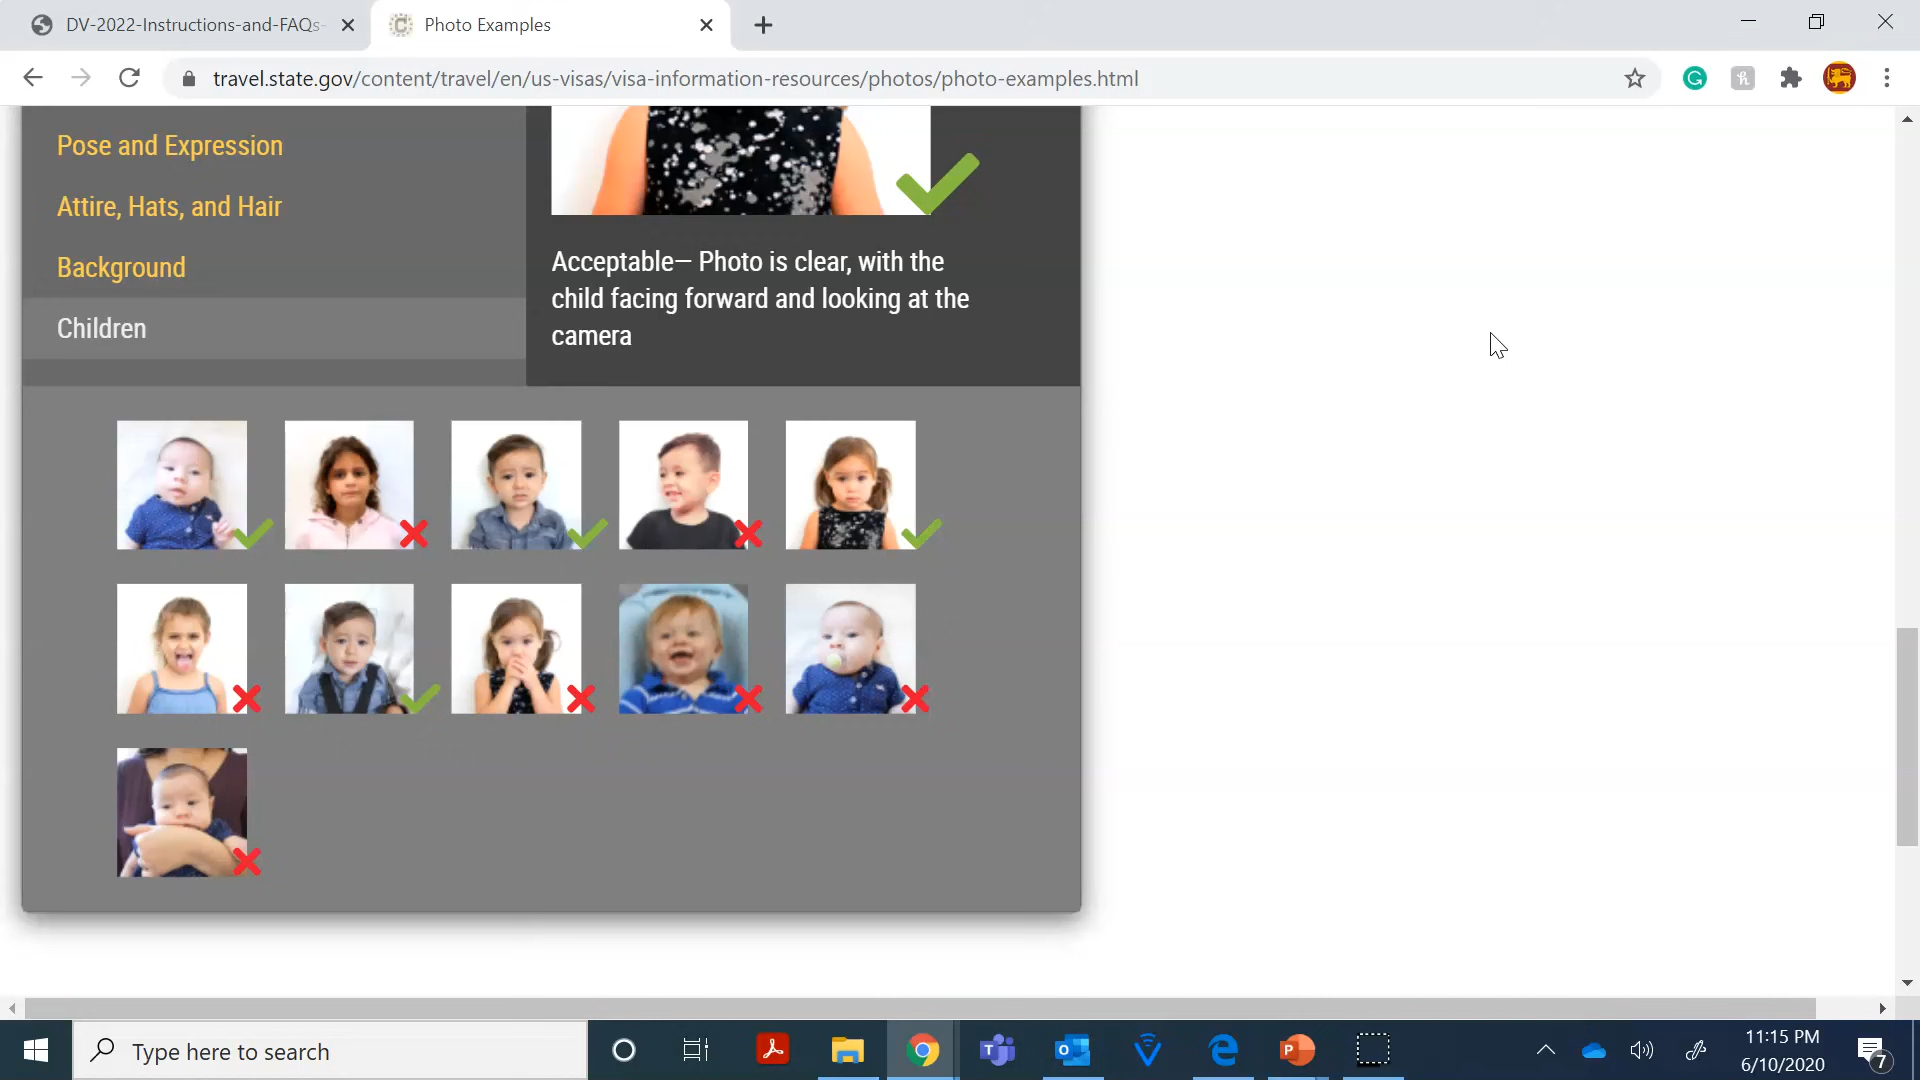 DV-2022-Instructions-and-FAQs-
Photo Examples
travel.state.gov/content/travel/en/us-visas/visa-information-resources/photos/photo-examples.html
Pose and Expression
Attire, Hats, and Hair
Background
Children
Acceptable— Photo is clear, with the
child facing forward and looking at the
camera
Type here to search
11:15 PM
6/10/2020
7